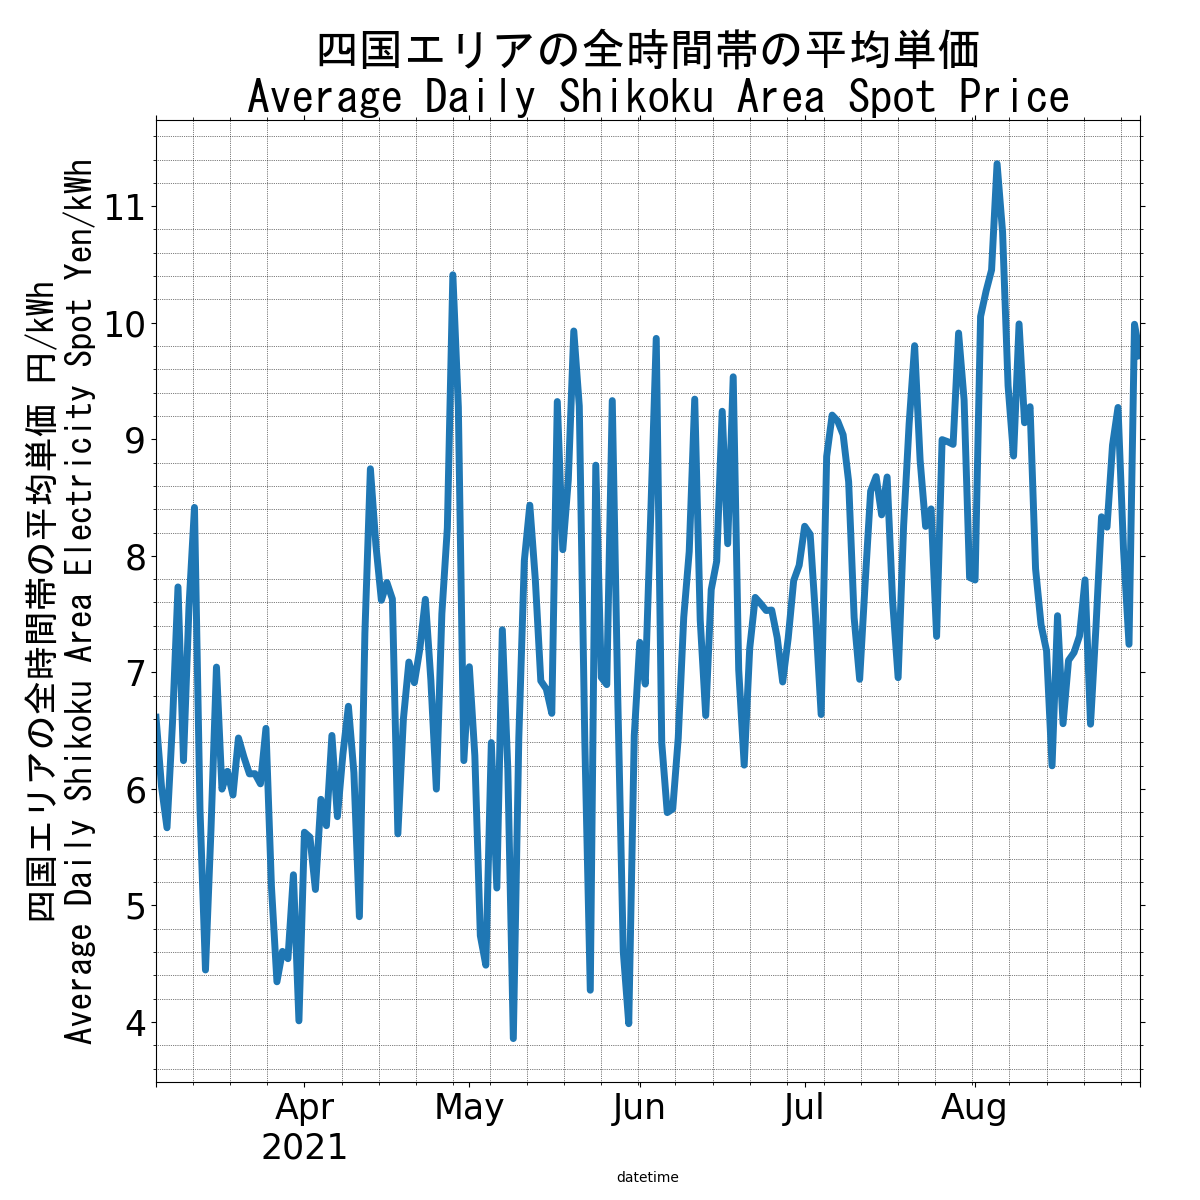 四国エリアの全時間帯の平均単価
Average Daily Shikoku Area Spot Price
四国エリアの全時間帯の平均単価 円/kWh
Average Daily Shikoku Area Electricity Spot Yen/kWh
11
10
9
8
7
6
5
4
Apr
2021
May
Jun
Jul
Aug
datetime